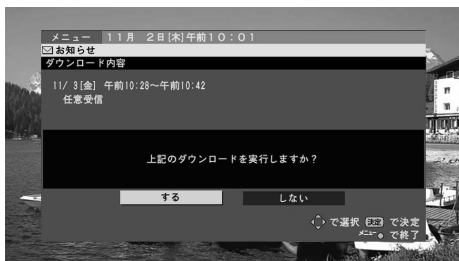 メニュー 11月 2日[木]午前10:01
お知らせ
ダウンロード内容
11/ 3[金] 午前10:28～午前10:42
任意受信
上記のダウンロードを実行しますか？
する しない
で選択 決定 で決定
メニュー で終了